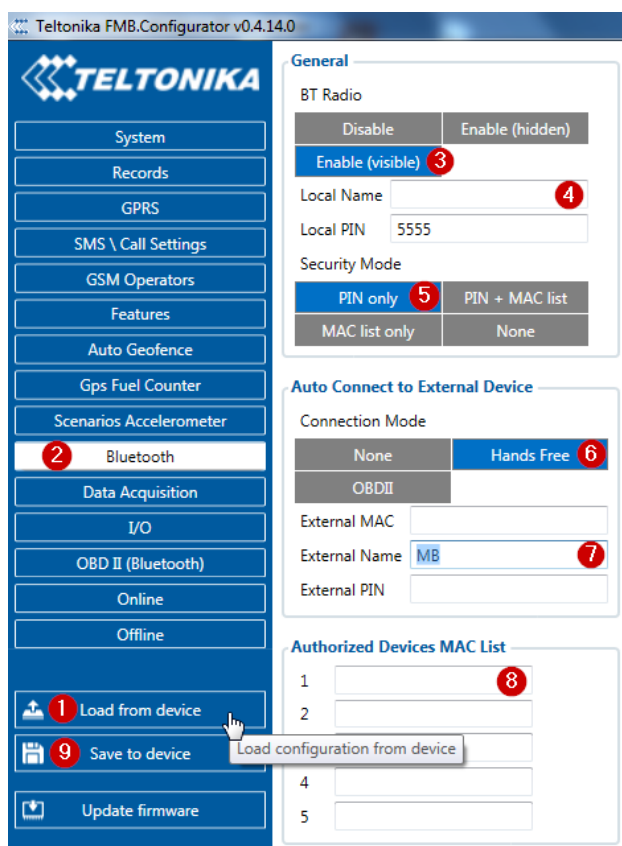 Teltonika FMB.Configurator v0.4.14.0
TELTONIKA
System
Records
GPRS
SMS \ Call Settings
GSM Operators
Features
Auto Geofence
Gps Fuel Counter
Scenarios Accelerometer
2 Bluetooth
Data Acquisition
I/O
OBD II (Bluetooth)
Online
Offline
1 Load from device
9 Save to device
Update firmware
General
BT Radio
Disable Enable (hidden)
Enable (visible) 3
Local Name 4
Local PIN 5555
Security Mode
PIN only 5 PIN + MAC list
MAC list only None
Auto Connect to External Device
Connection Mode
None Hands Free 6
OBDII
External MAC
External Name MB 7
External PIN
Authorized Devices MAC List
1 8
2
Load configuration from device
4
5